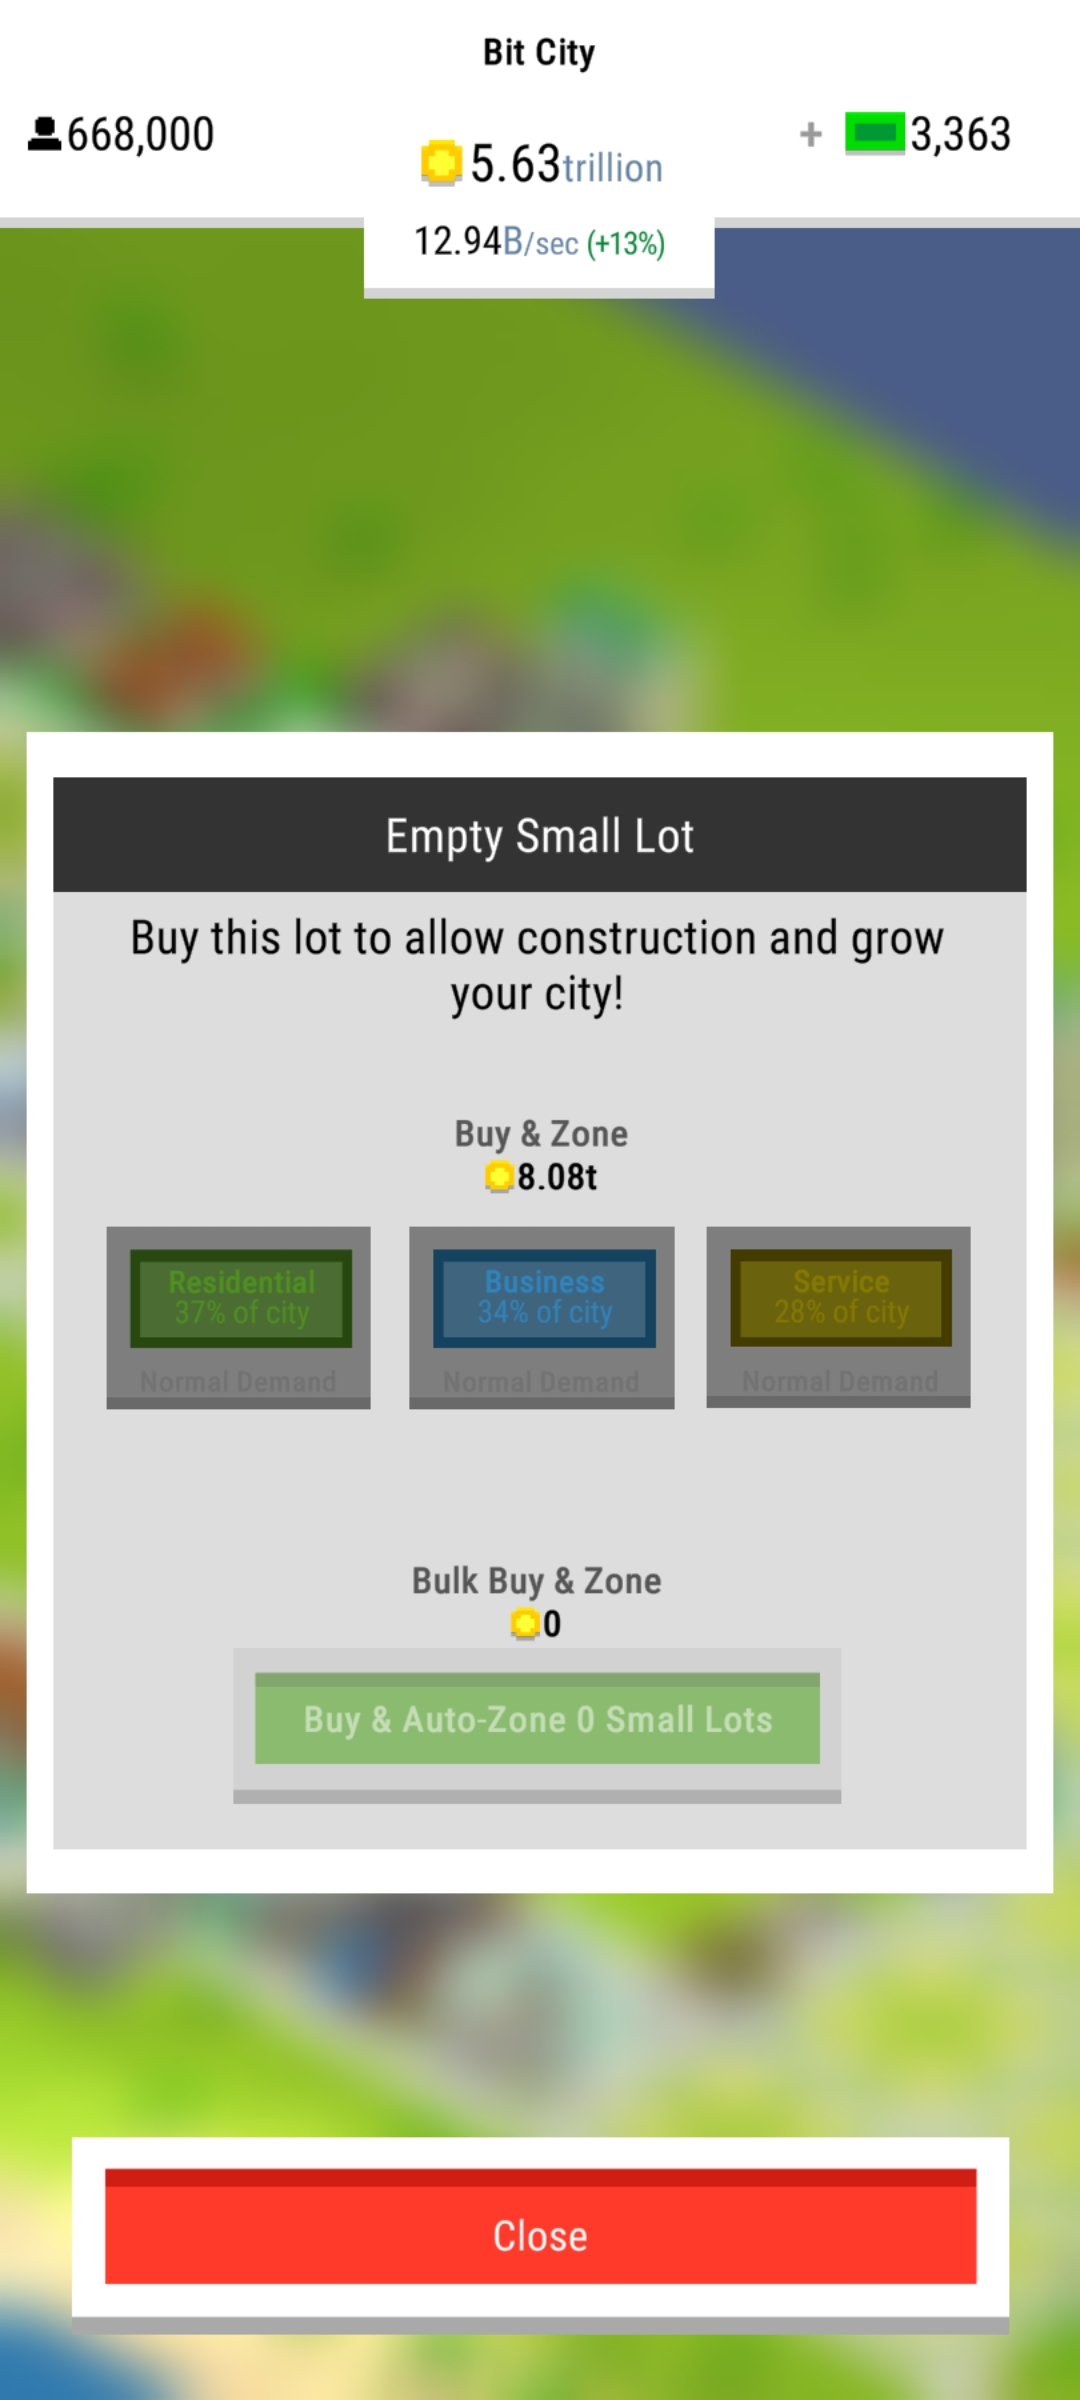 Bit City
668,000
5.63trillion
+ 3,363
12.94B/sec (+13%)
Empty Small Lot
Buy this lot to allow construction and grow
your city!
Buy & Zone
8.08t
Residential
37% of city
Normal Demand
Business
34% of city
Normal Demand
Service
28% of city
Normal Demand
Bulk Buy & Zone
0
Buy & Auto-Zone 0 Small Lots
Close